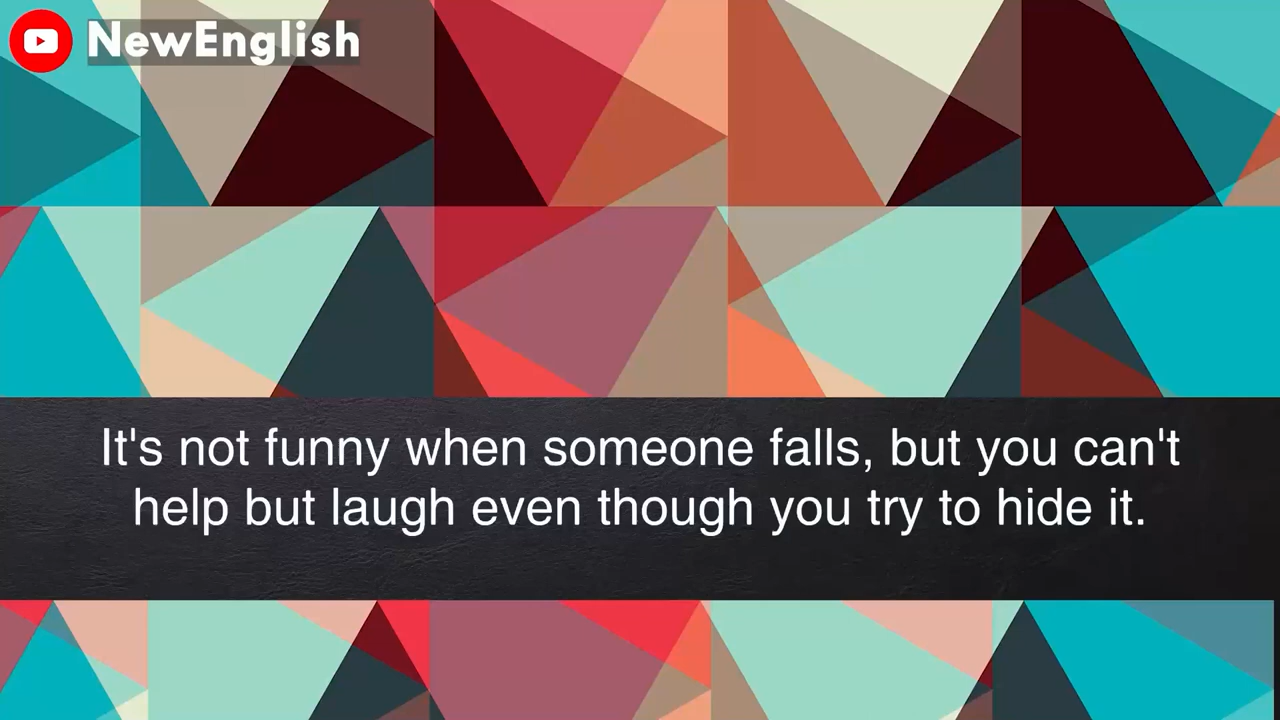 NewEnglish
It's not funny when someone falls, but you can't
help but laugh even though you try to hide it.